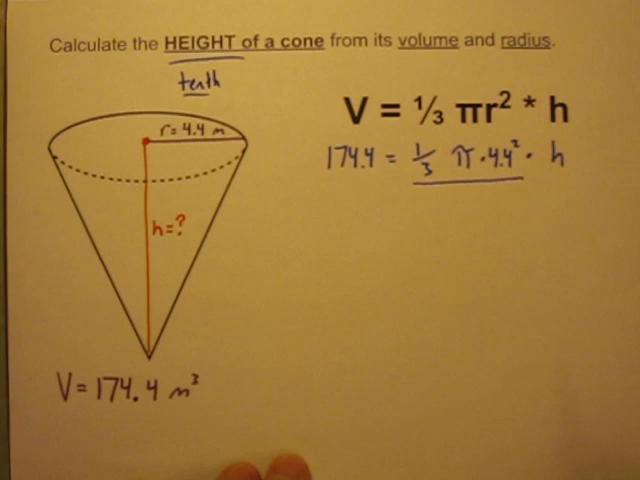 Calculate the HEIGHT of a cone from its volume and radius.
tenth
V = ⅓ πr² * h
174.4 = 1/3 π·4.4²· h
r = 4.4 m
h=?
V = 174.4 m³